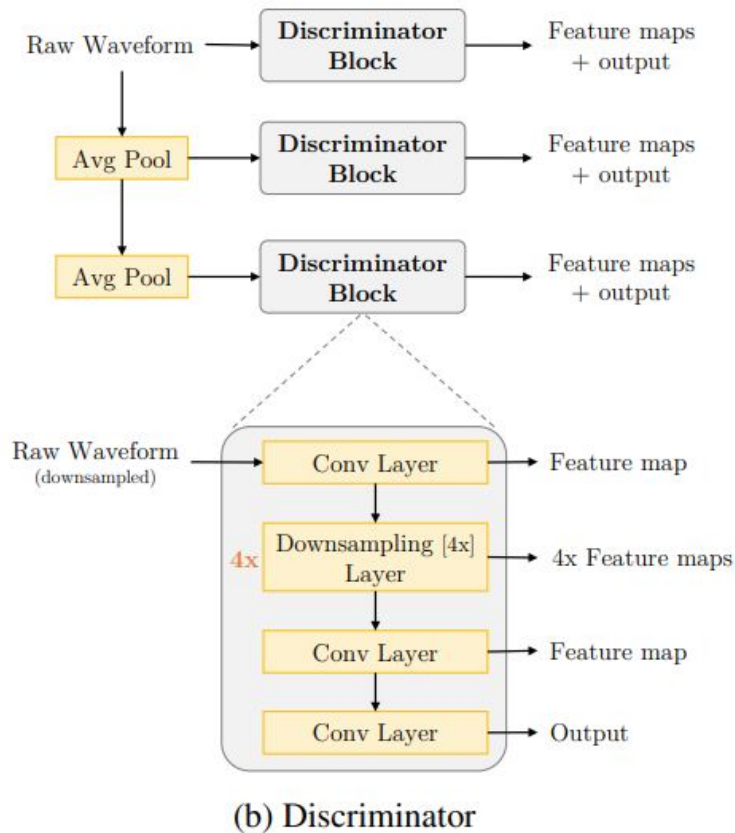 Raw Waveform
Discriminator
Block
Feature maps
+ output
Avg Pool
Discriminator
Block
Feature maps
+ output
Avg Pool
Discriminator
Block
Feature maps
+ output
Raw Waveform
(downsampled)
Conv Layer
Feature map
4x
Downsampling [4x]
Layer
4x Feature maps
Conv Layer
Feature map
Conv Layer
Output
(b) Discriminator